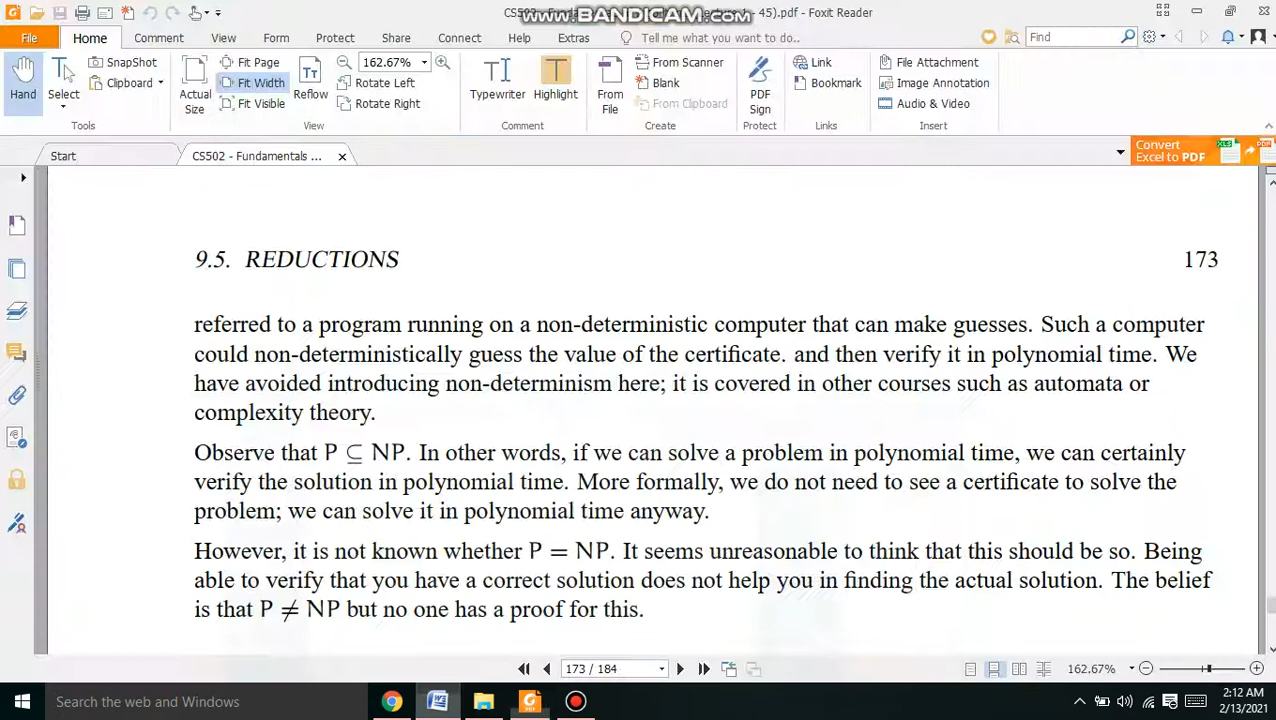 CS502
45).pdf - Foxit Reader
www.BANDICAM.com
File Home Comment View Form Protect Share Connect Help Extras Tell me what you want to do... Find
Hand
Select
SnapShot
Clipboard
Tools
Actual Size
Fit Page
Fit Width
Fit Visible
Reflow
162.67%
Rotate Left
Rotate Right
View
Typewriter
Highlight
Comment
From File
From Scanner
Blank
From Clipboard
Create
PDF Sign
Protect
Link
Bookmark
Links
File Attachment
Image Annotation
Audio & Video
Insert
Start
CS502 - Fundamentals ...
Convert
Excel to PDF
9.5. REDUCTIONS 173
referred to a program running on a non-deterministic computer that can make guesses. Such a computer
could non-deterministically guess the value of the certificate. and then verify it in polynomial time. We
have avoided introducing non-determinism here; it is covered in other courses such as automata or
complexity theory.
Observe that P ⊆ NP. In other words, if we can solve a problem in polynomial time, we can certainly
verify the solution in polynomial time. More formally, we do not need to see a certificate to solve the
problem; we can solve it in polynomial time anyway.
However, it is not known whether P = NP. It seems unreasonable to think that this should be so. Being
able to verify that you have a correct solution does not help you in finding the actual solution. The belief
is that P ≠ NP but no one has a proof for this.
173 / 184
162.67%
Search the web and Windows
2:12 AM
2/13/2021